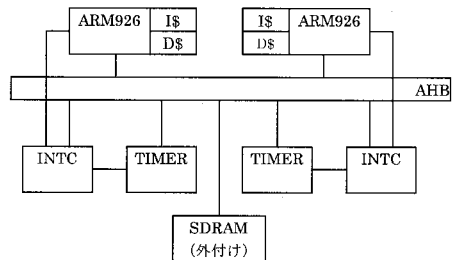 ARM926
I$
D$
I$
D$
ARM926
AHB
INTC
TIMER
TIMER
INTC
SDRAM
(外付け)